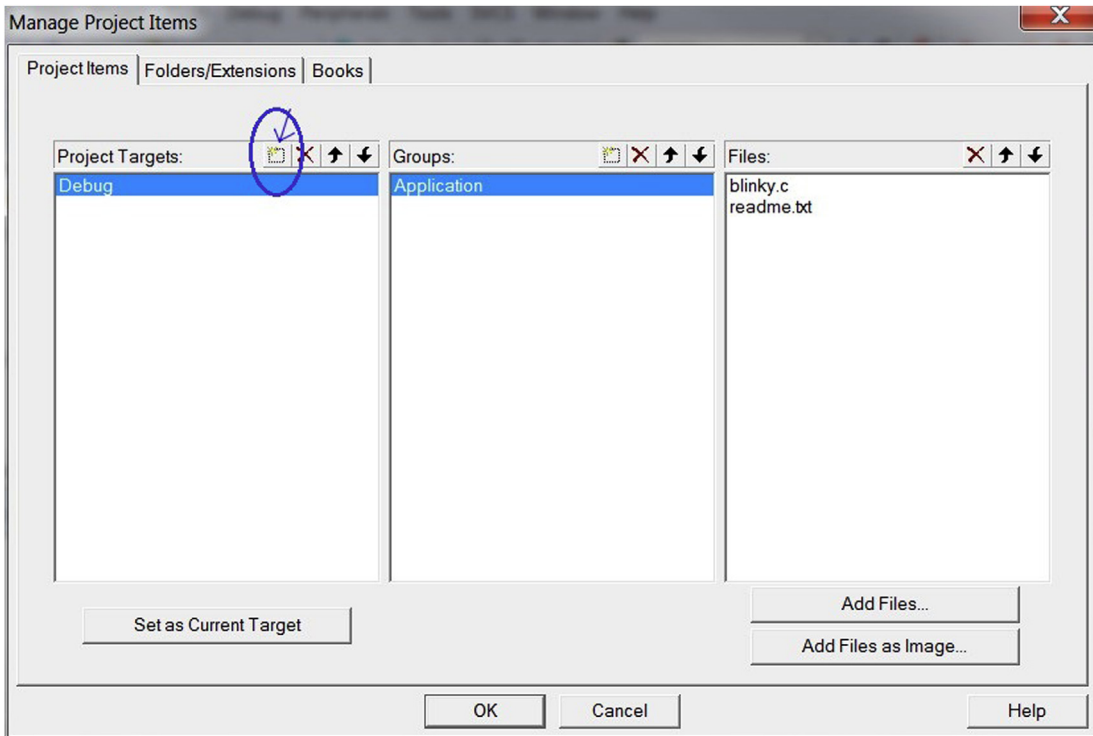 Manage Project Items
Project Items
Folders/Extensions
Books
Project Targets:
Groups:
Files:
Debug
Application
blinky.c
readme.txt
Set as Current Target
Add Files...
Add Files as Image...
OK
Cancel
Help